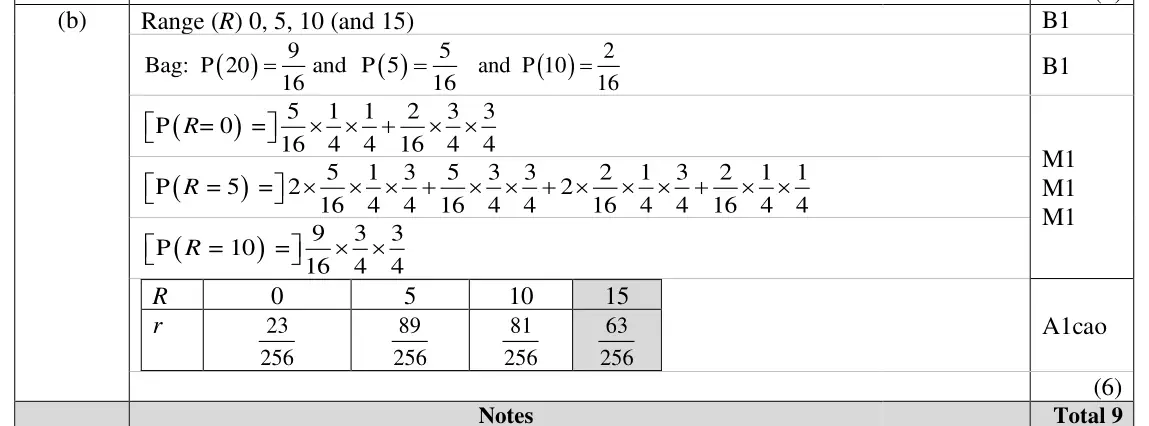 (b) Range (R) 0, 5, 10 (and 15) B1
Bag: P(20) = 9/16 and P(5) = 5/16 and P(10) = 2/16 B1
[P(R= 0) =] 5/16 × 1/4 × 1/4 + 2/16 × 3/4 × 3/4
[P(R = 5) =] 2 × 5/16 × 1/4 × 3/4 + 5/16 × 3/4 × 3/4 + 2 × 2/16 × 1/4 × 3/4 + 2/16 × 1/4 × 1/4
[P(R = 10) =] 9/16 × 3/4 × 3/4
M1
M1
M1
R 0 5 10 15
r 23/256 89/256 81/256 63/256 A1cao
(6)
Notes Total 9